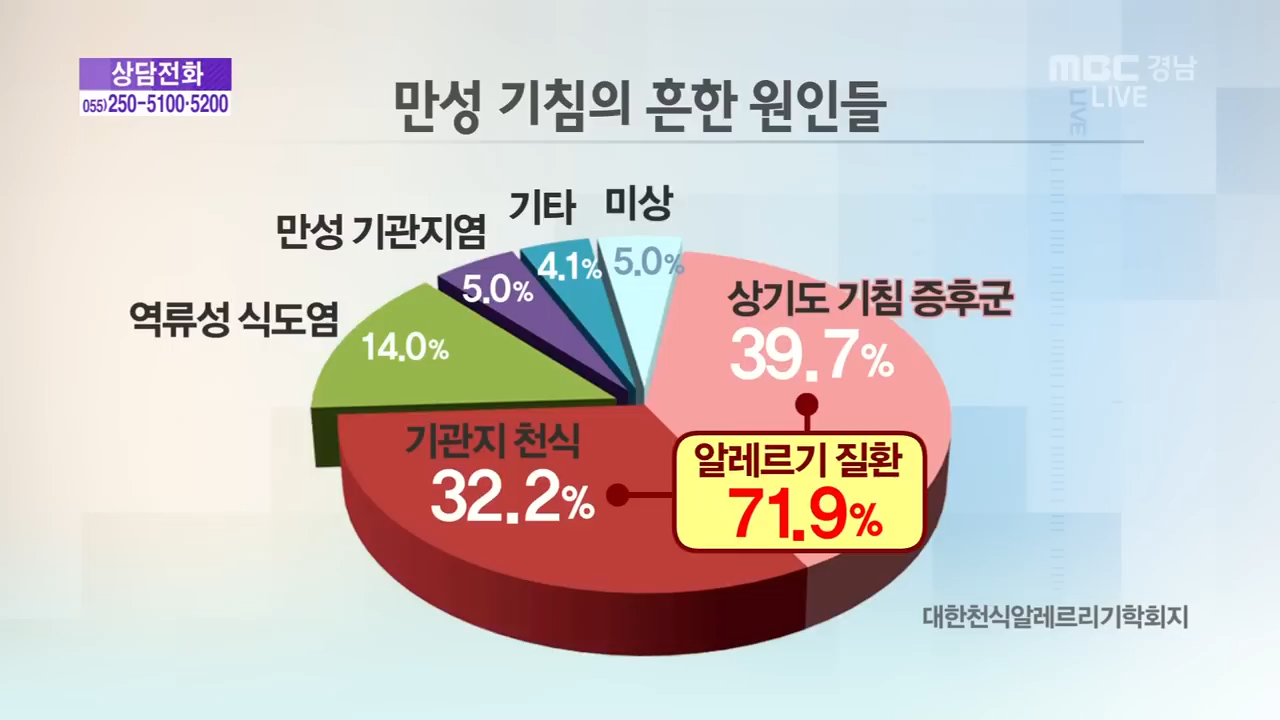 상담전화
055)250-5100·5200
만성 기침의 흔한 원인들
MBC 경남
LIVE
LIVE
기타
미상
만성 기관지염
4.1%
5.0%
5.0%
역류성 식도염
14.0%
상기도 기침 증후군
39.7%
기관지 천식
32.2%
알레르기 질환
71.9%
대한천식알레르리기학회지